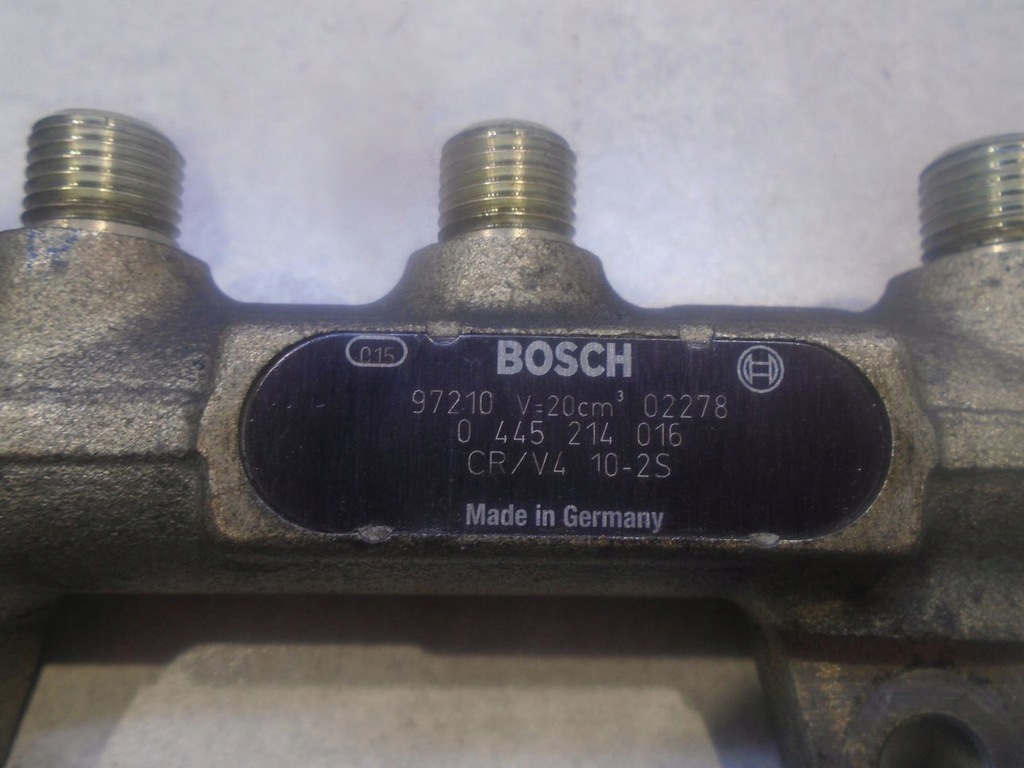 015
BOSCH
97210 V=20cm³ 02278
0 445 214 016
CR/V4 10-2S
Made in Germany